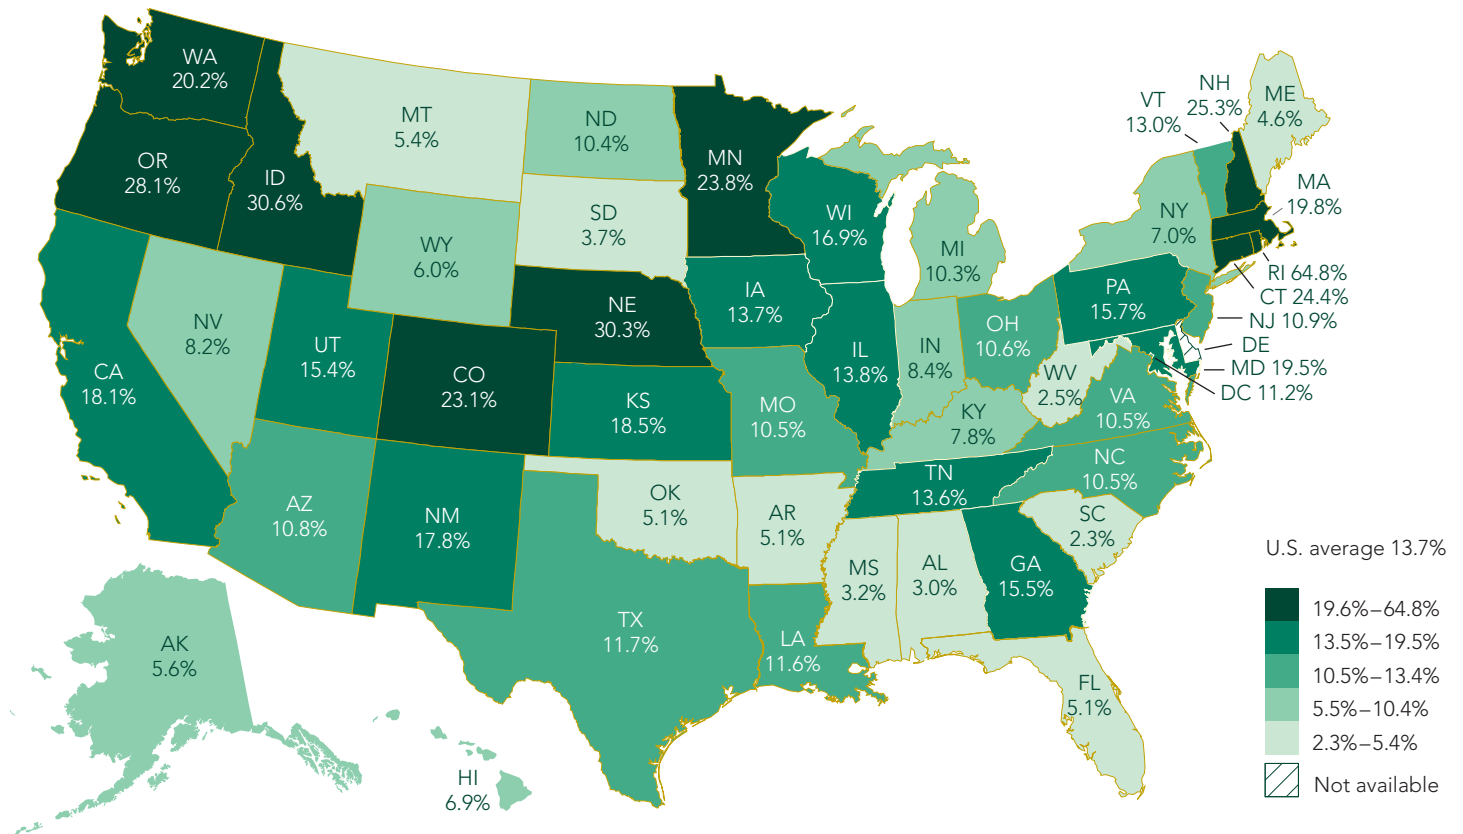 WA
20.2%
OR
28.1%
ID
30.6%
MT
5.4%
ND
10.4%
MN
23.8%
SD
3.7%
WY
6.0%
WI
16.9%
MI
10.3%
NY
7.0%
VT
13.0%
NH
25.3%
ME
4.6%
MA
19.8%
RI 64.8%
CT 24.4%
NJ 10.9%
DE
MD 19.5%
DC 11.2%
PA
15.7%
NE
30.3%
IA
13.7%
NV
8.2%
UT
15.4%
CO
23.1%
CA
18.1%
KS
18.5%
MO
10.5%
IL
13.8%
IN
8.4%
OH
10.6%
WV
2.5%
VA
10.5%
KY
7.8%
NC
10.5%
TN
13.6%
SC
2.3%
AZ
10.8%
NM
17.8%
OK
5.1%
AR
5.1%
MS
3.2%
AL
3.0%
GA
15.5%
TX
11.7%
LA
11.6%
FL
5.1%
AK
5.6%
HI
6.9%
U.S. average 13.7%
19.6%–64.8%
13.5%–19.5%
10.5%–13.4%
5.5%–10.4%
2.3%–5.4%
Not available